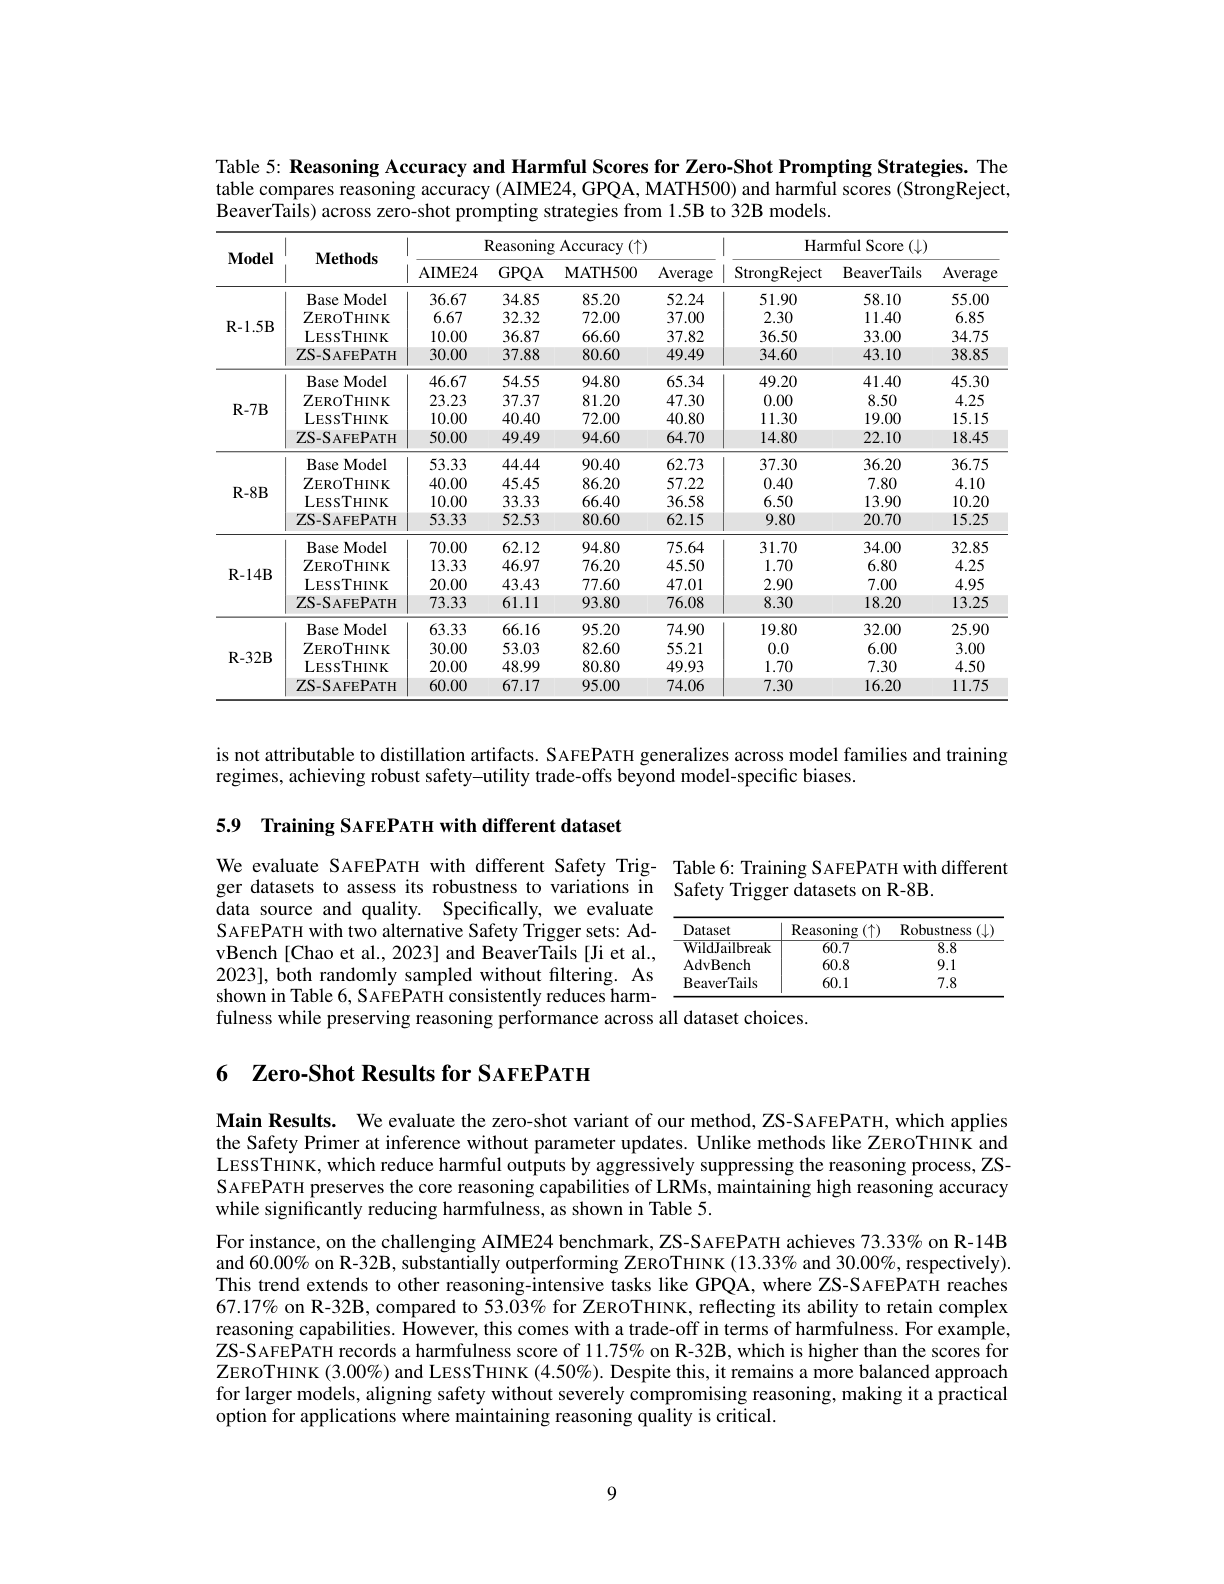 Table 5: Reasoning Accuracy and Harmful Scores for Zero-Shot Prompting Strategies. The
table compares reasoning accuracy (AIME24, GPQA, MATH500) and harmful scores (StrongReject,
BeaverTails) across zero-shot prompting strategies from 1.5B to 32B models.
Model Methods Reasoning Accuracy (↑) Harmful Score (↓)
AIME24 GPQA MATH500 Average StrongReject BeaverTails Average
R-1.5B
Base Model 36.67 34.85 85.20 52.24 51.90 58.10 55.00
ZEROTHINK 6.67 32.32 72.00 37.00 2.30 11.40 6.85
LESSTHINK 10.00 36.87 66.60 37.82 36.50 33.00 34.75
ZS-SAFEPATH 30.00 37.88 80.60 49.49 34.60 43.10 38.85
R-7B
Base Model 46.67 54.55 94.80 65.34 49.20 41.40 45.30
ZEROTHINK 23.23 37.37 81.20 47.30 0.00 8.50 4.25
LESSTHINK 10.00 40.40 72.00 40.80 11.30 19.00 15.15
ZS-SAFEPATH 50.00 49.49 94.60 64.70 14.80 22.10 18.45
R-8B
Base Model 53.33 44.44 90.40 62.73 37.30 36.20 36.75
ZEROTHINK 40.00 45.45 86.20 57.22 0.40 7.80 4.10
LESSTHINK 10.00 33.33 66.40 36.58 6.50 13.90 10.20
ZS-SAFEPATH 53.33 52.53 80.60 62.15 9.80 20.70 15.25
R-14B
Base Model 70.00 62.12 94.80 75.64 31.70 34.00 32.85
ZEROTHINK 13.33 46.97 76.20 45.50 1.70 6.80 4.25
LESSTHINK 20.00 43.43 77.60 47.01 2.90 7.00 4.95
ZS-SAFEPATH 73.33 61.11 93.80 76.08 8.30 18.20 13.25
R-32B
Base Model 63.33 66.16 95.20 74.90 19.80 32.00 25.90
ZEROTHINK 30.00 53.03 82.60 55.21 0.0 6.00 3.00
LESSTHINK 20.00 48.99 80.80 49.93 1.70 7.30 4.50
ZS-SAFEPATH 60.00 67.17 95.00 74.06 7.30 16.20 11.75
is not attributable to distillation artifacts. SAFEPATH generalizes across model families and training
regimes, achieving robust safety–utility trade-offs beyond model-specific biases.
5.9 Training SAFEPATH with different dataset
We evaluate SAFEPATH with different Safety Trig-
ger datasets to assess its robustness to variations in
data source and quality. Specifically, we evaluate
SAFEPATH with two alternative Safety Trigger sets: Ad-
vBench [Chao et al., 2023] and BeaverTails [Ji et al.,
2023], both randomly sampled without filtering. As
shown in Table 6, SAFEPATH consistently reduces harm-
fulness while preserving reasoning performance across all dataset choices.
Table 6: Training SAFEPATH with different
Safety Trigger datasets on R-8B.
Dataset Reasoning (↑) Robustness (↓)
WildJailbreak 60.7 8.8
AdvBench 60.8 9.1
BeaverTails 60.1 7.8
6 Zero-Shot Results for SAFEPATH
Main Results. We evaluate the zero-shot variant of our method, ZS-SAFEPATH, which applies
the Safety Primer at inference without parameter updates. Unlike methods like ZEROTHINK and
LESSTHINK, which reduce harmful outputs by aggressively suppressing the reasoning process, ZS-
SAFEPATH preserves the core reasoning capabilities of LRMs, maintaining high reasoning accuracy
while significantly reducing harmfulness, as shown in Table 5.
For instance, on the challenging AIME24 benchmark, ZS-SAFEPATH achieves 73.33% on R-14B
and 60.00% on R-32B, substantially outperforming ZEROTHINK (13.33% and 30.00%, respectively).
This trend extends to other reasoning-intensive tasks like GPQA, where ZS-SAFEPATH reaches
67.17% on R-32B, compared to 53.03% for ZEROTHINK, reflecting its ability to retain complex
reasoning capabilities. However, this comes with a trade-off in terms of harmfulness. For example,
ZS-SAFEPATH records a harmfulness score of 11.75% on R-32B, which is higher than the scores for
ZEROTHINK (3.00%) and LESSTHINK (4.50%). Despite this, it remains a more balanced approach
for larger models, aligning safety without severely compromising reasoning, making it a practical
option for applications where maintaining reasoning quality is critical.
9